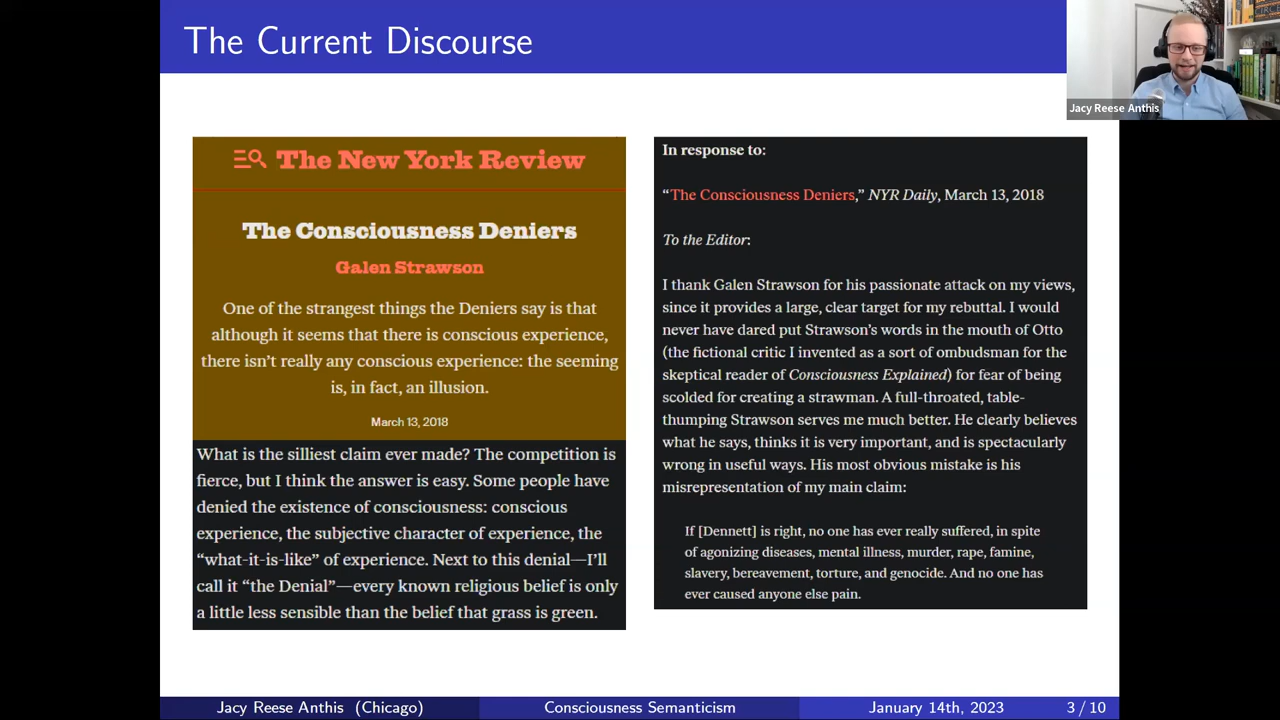 The Current Discourse
Jacy Reese Anthis
The New York Review
The Consciousness Deniers
Galen Strawson
One of the strangest things the Deniers say is that
although it seems that there is conscious experience,
there isn’t really any conscious experience: the seeming
is, in fact, an illusion.
March 13, 2018
What is the silliest claim ever made? The competition is
fierce, but I think the answer is easy. Some people have
denied the existence of consciousness: conscious
experience, the subjective character of experience, the
“what-it-is-like” of experience. Next to this denial—I’ll
call it “the Denial”—every known religious belief is only
a little less sensible than the belief that grass is green.
In response to:
“The Consciousness Deniers,” NYR Daily, March 13, 2018
To the Editor:
I thank Galen Strawson for his passionate attack on my views,
since it provides a large, clear target for my rebuttal. I would
never have dared put Strawson’s words in the mouth of Otto
(the fictional critic I invented as a sort of ombudsman for the
skeptical reader of Consciousness Explained) for fear of being
scolded for creating a strawman. A full-throated, table-
thumping Strawson serves me much better. He clearly believes
what he says, thinks it is very important, and is spectacularly
wrong in useful ways. His most obvious mistake is his
misrepresentation of my main claim:
If [Dennett] is right, no one has ever really suffered, in spite
of agonizing diseases, mental illness, murder, rape, famine,
slavery, bereavement, torture, and genocide. And no one has
ever caused anyone else pain.
Jacy Reese Anthis (Chicago)
Consciousness Semanticism
January 14th, 2023
3 / 10